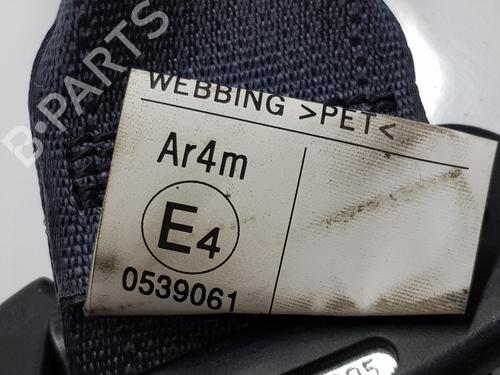 B-PARTS
WEBBING >PET<
Ar4m
E4
0539061